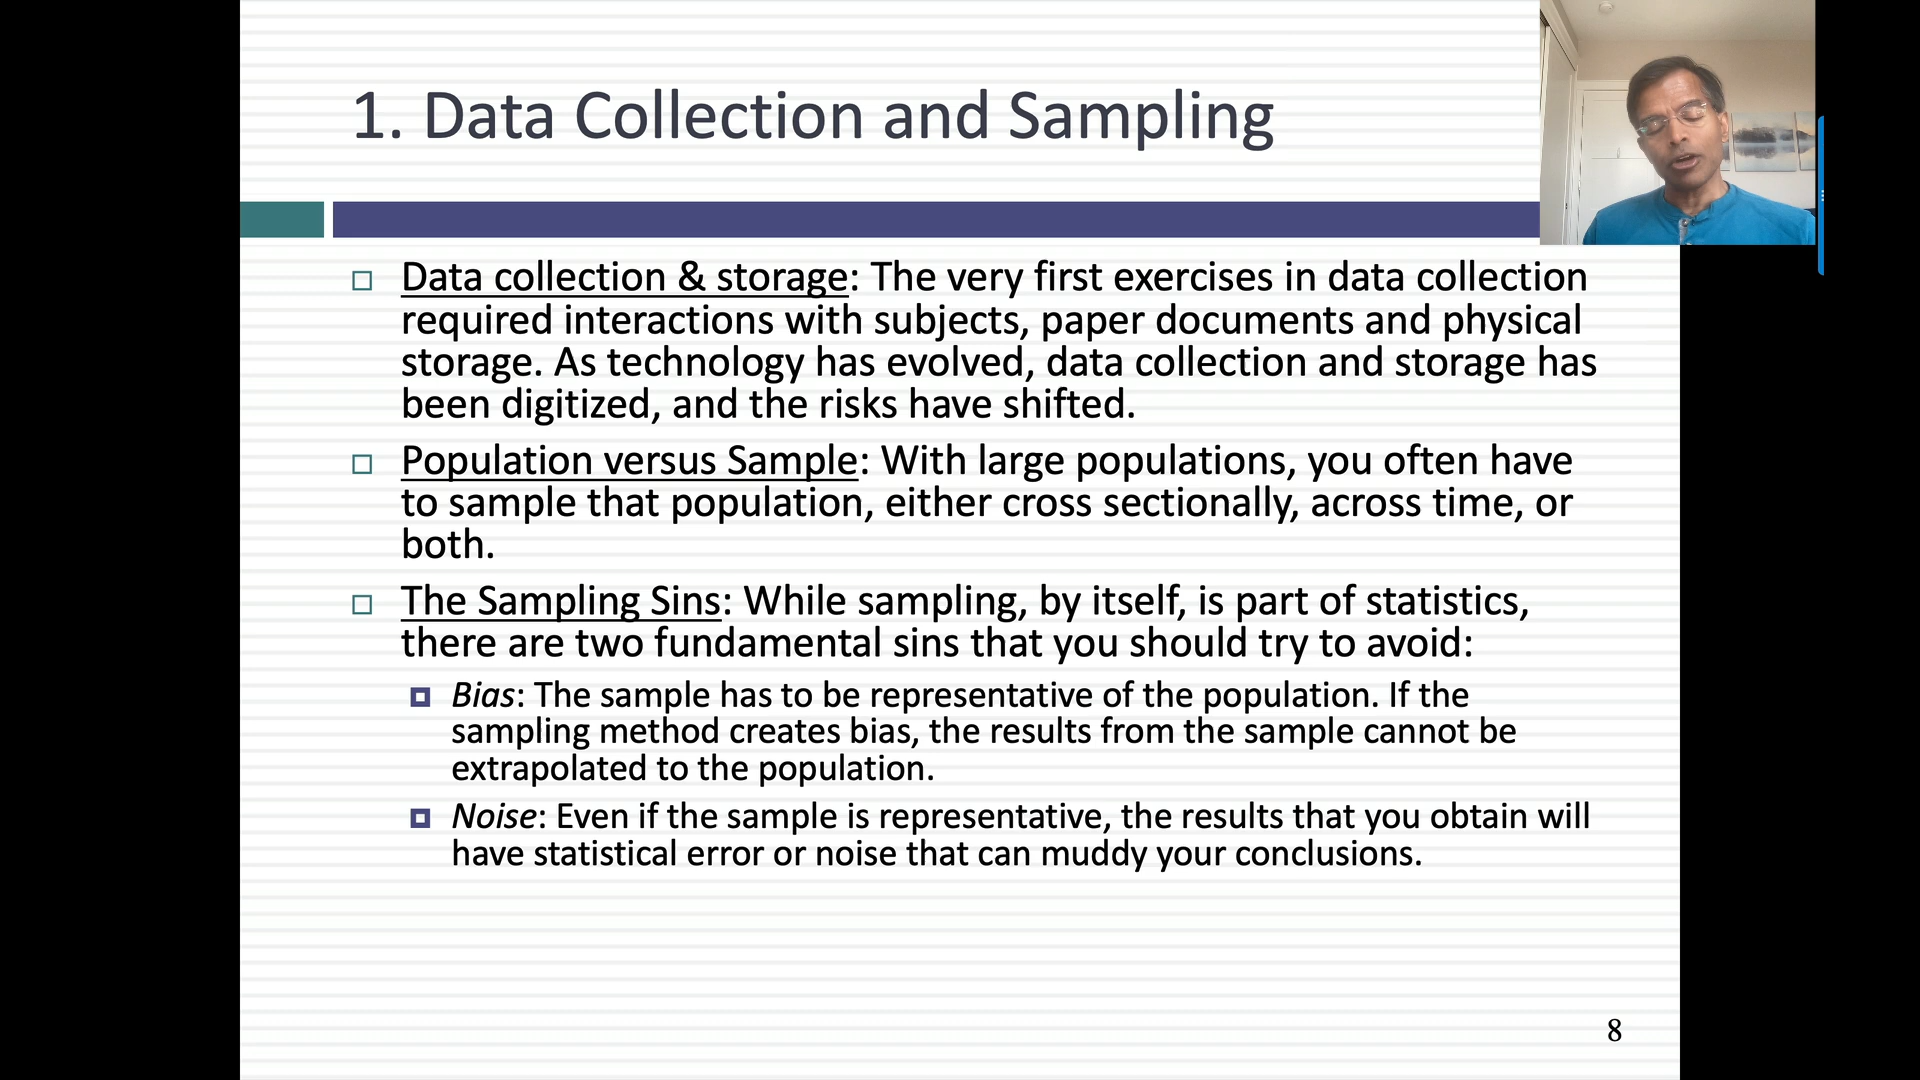 1. Data Collection and Sampling
Data collection & storage: The very first exercises in data collection
required interactions with subjects, paper documents and physical
storage. As technology has evolved, data collection and storage has
been digitized, and the risks have shifted.
Population versus Sample: With large populations, you often have
to sample that population, either cross sectionally, across time, or
both.
The Sampling Sins: While sampling, by itself, is part of statistics,
there are two fundamental sins that you should try to avoid:
Bias: The sample has to be representative of the population. If the
sampling method creates bias, the results from the sample cannot be
extrapolated to the population.
Noise: Even if the sample is representative, the results that you obtain will
have statistical error or noise that can muddy your conclusions.
8